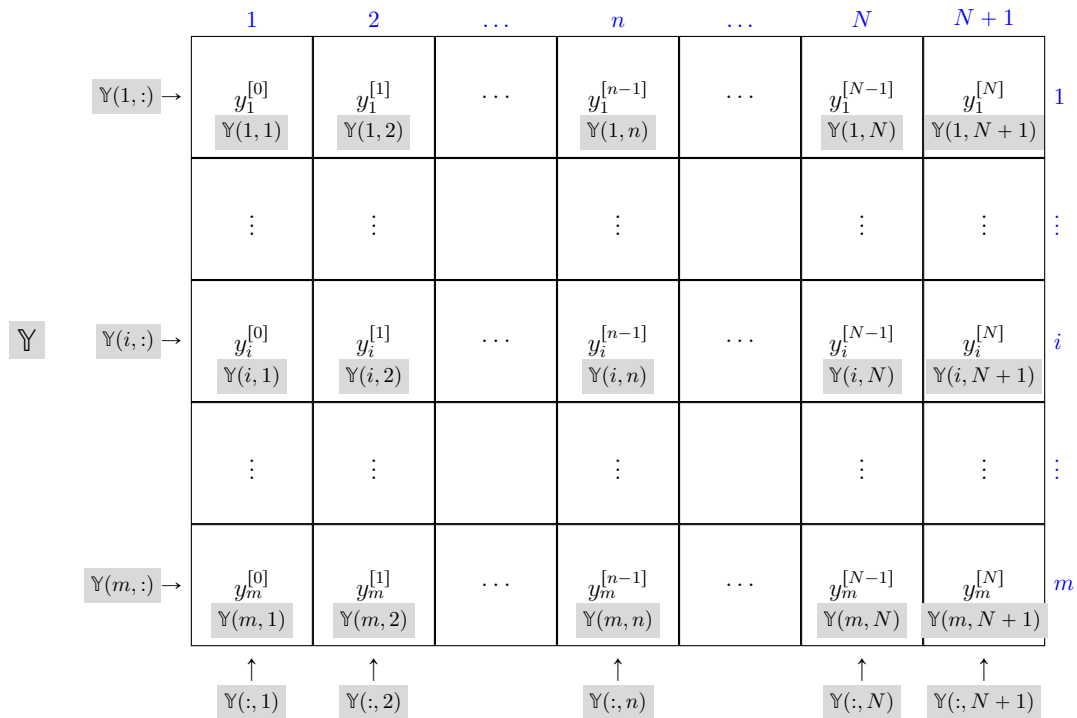 1 2 … n … N N + 1
𝕐(1, :) → y_1^{[0]} y_1^{[1]} … y_1^{[n−1]} … y_1^{[N−1]} y_1^{[N]} 1
𝕐(1, 1) 𝕐(1, 2) 𝕐(1, n) 𝕐(1, N) 𝕐(1, N + 1)
⋮ ⋮ ⋮ ⋮ ⋮ ⋮
𝕐 𝕐(i, :) → y_i^{[0]} y_i^{[1]} … y_i^{[n−1]} … y_i^{[N−1]} y_i^{[N]} i
𝕐(i, 1) 𝕐(i, 2) 𝕐(i, n) 𝕐(i, N) 𝕐(i, N + 1)
⋮ ⋮ ⋮ ⋮ ⋮ ⋮
𝕐(m, :) → y_m^{[0]} y_m^{[1]} … y_m^{[n−1]} … y_m^{[N−1]} y_m^{[N]} m
𝕐(m, 1) 𝕐(m, 2) 𝕐(m, n) 𝕐(m, N) 𝕐(m, N + 1)
↑ ↑ ↑ ↑ ↑
𝕐(:, 1) 𝕐(:, 2) 𝕐(:, n) 𝕐(:, N) 𝕐(:, N + 1)